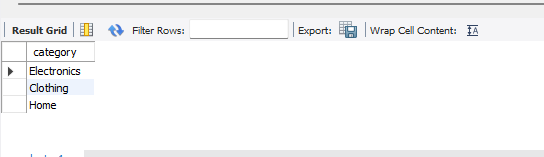 Result Grid Filter Rows: Export: Wrap Cell Content:
category
Electronics
Clothing
Home